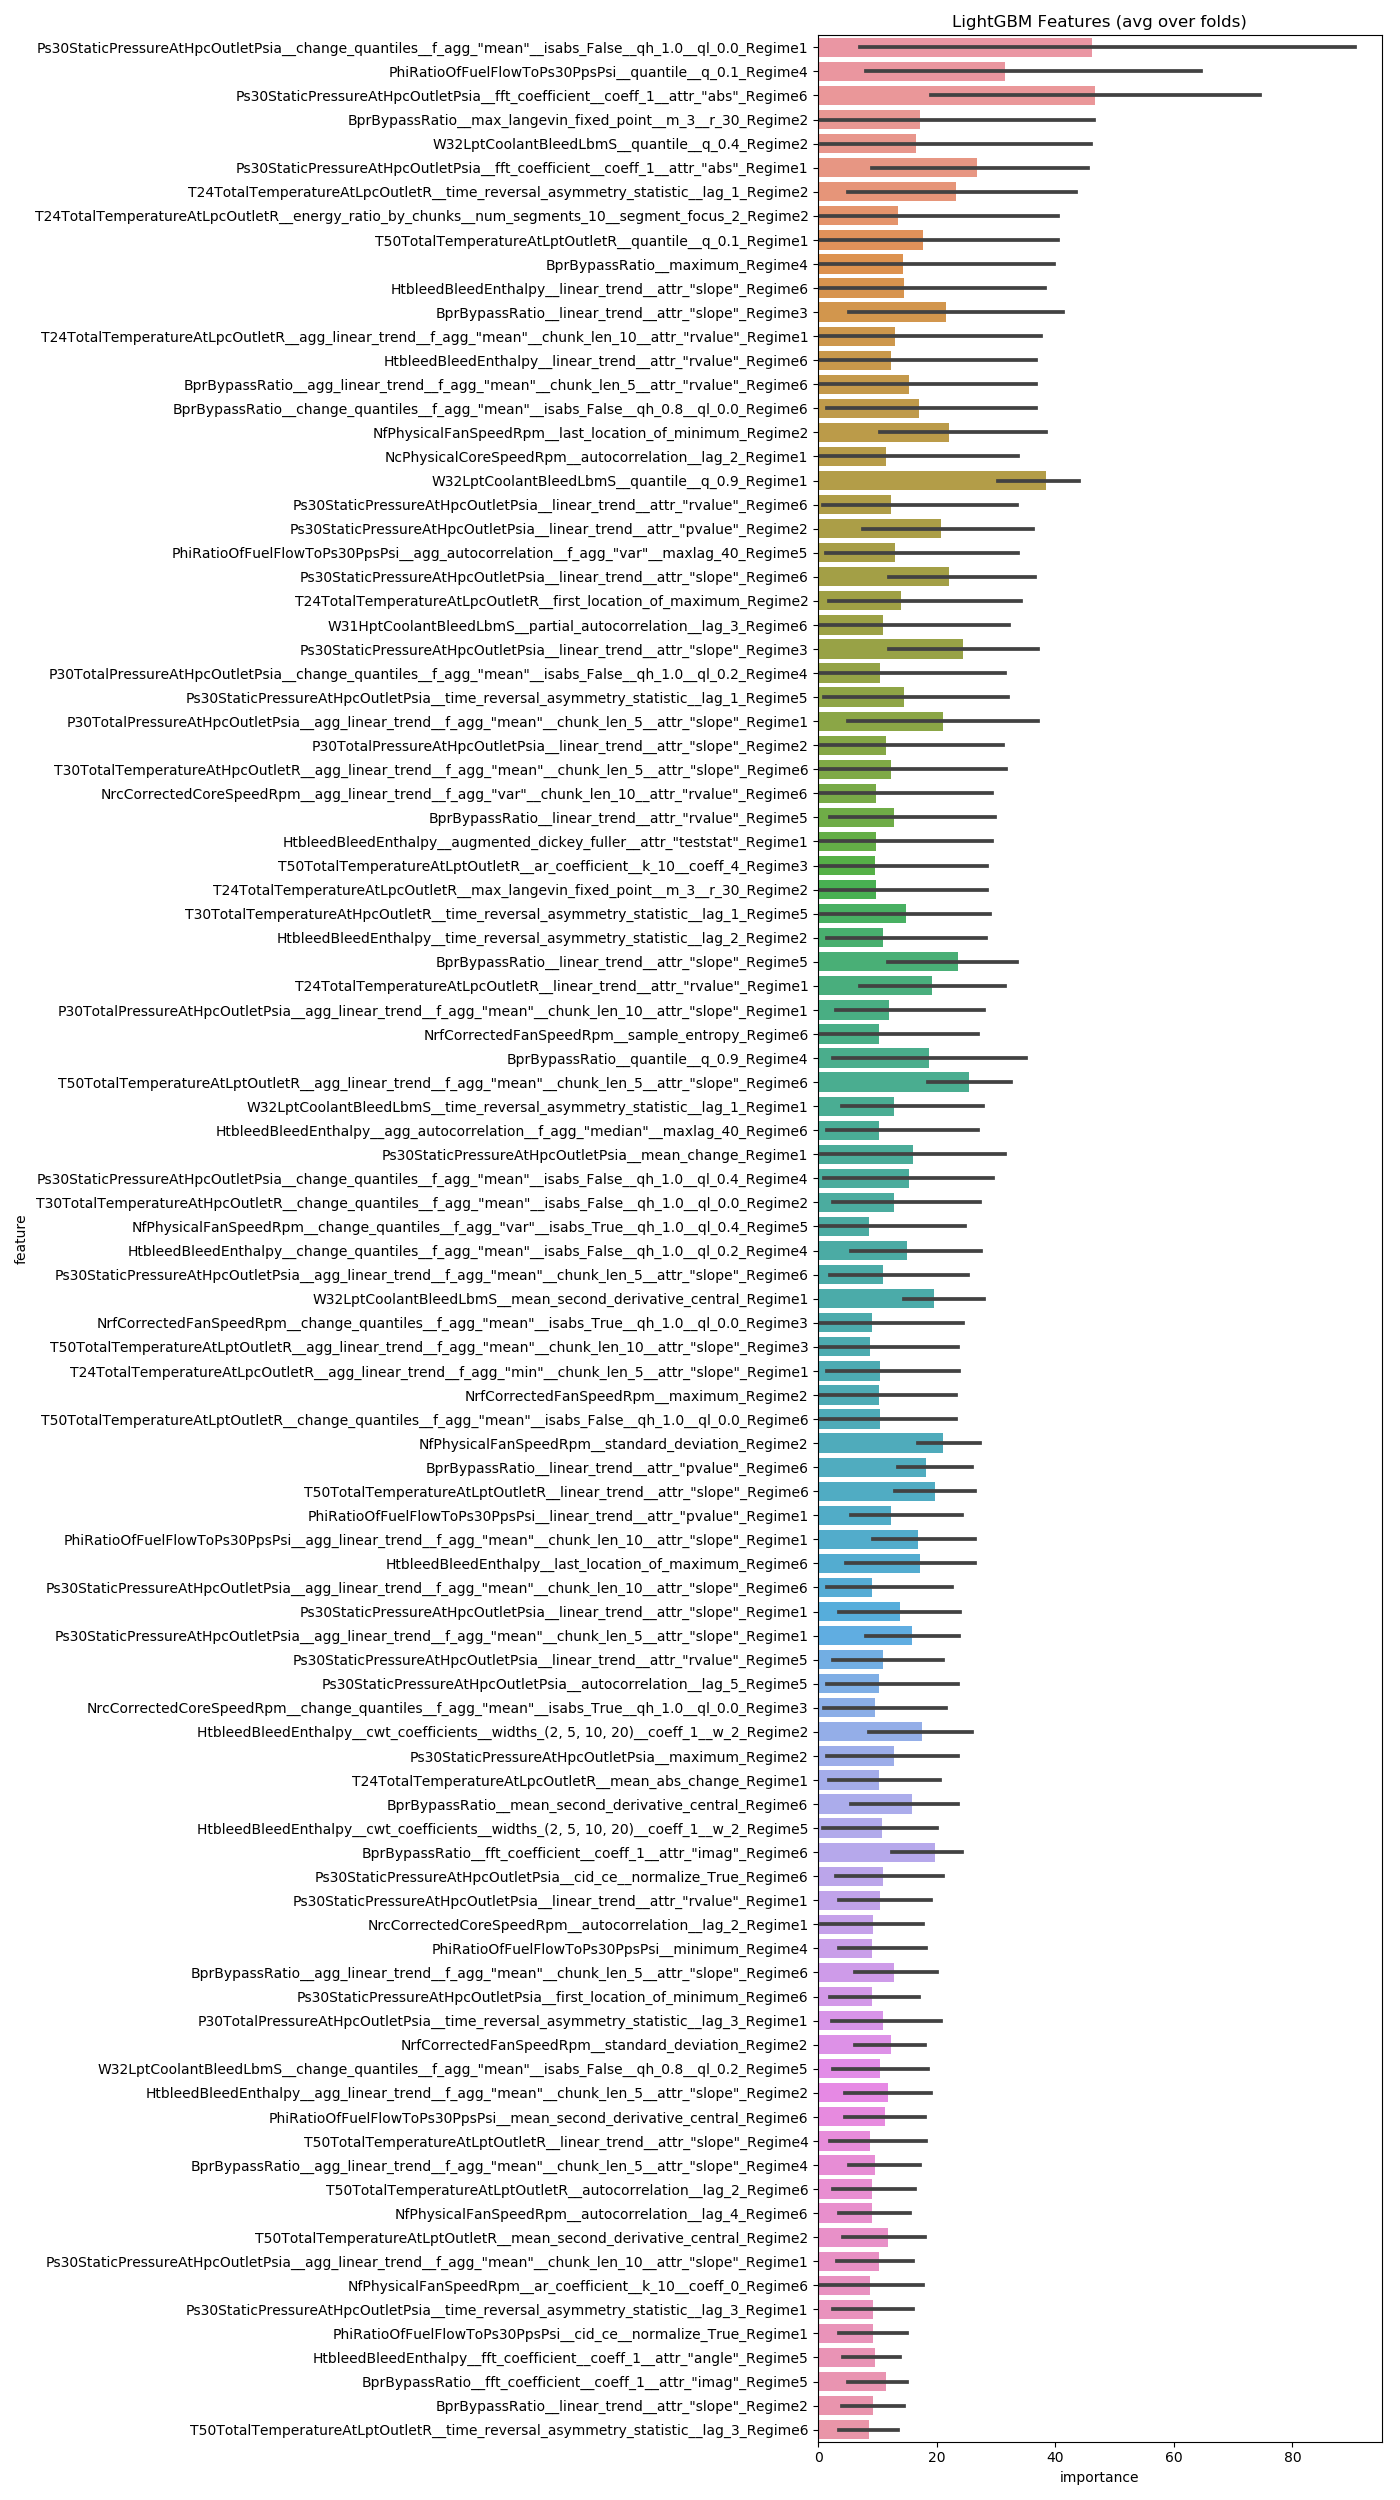 LightGBM Features (avg over folds)
Ps30StaticPressureAtHpcOutletPsia__change_quantiles__f_agg_"mean"__isabs_False__qh_1.0__ql_0.0_Regime1
PhiRatioOfFuelFlowToPs30PpsPsi__quantile__q_0.1_Regime4
Ps30StaticPressureAtHpcOutletPsia__fft_coefficient__coeff_1__attr_"abs"_Regime6
BprBypassRatio__max_langevin_fixed_point__m_3__r_30_Regime2
W32LptCoolantBleedLbmS__quantile__q_0.4_Regime2
Ps30StaticPressureAtHpcOutletPsia__fft_coefficient__coeff_1__attr_"abs"_Regime1
T24TotalTemperatureAtLpcOutletR__time_reversal_asymmetry_statistic__lag_1_Regime2
T24TotalTemperatureAtLpcOutletR__energy_ratio_by_chunks__num_segments_10__segment_focus_2_Regime2
T50TotalTemperatureAtLptOutletR__quantile__q_0.1_Regime1
BprBypassRatio__maximum_Regime4
HtbleedBleedEnthalpy__linear_trend__attr_"slope"_Regime6
BprBypassRatio__linear_trend__attr_"slope"_Regime3
T24TotalTemperatureAtLpcOutletR__agg_linear_trend__f_agg_"mean"__chunk_len_10__attr_"rvalue"_Regime1
HtbleedBleedEnthalpy__linear_trend__attr_"rvalue"_Regime6
BprBypassRatio__agg_linear_trend__f_agg_"mean"__chunk_len_5__attr_"rvalue"_Regime6
BprBypassRatio__change_quantiles__f_agg_"mean"__isabs_False__qh_0.8__ql_0.0_Regime6
NfPhysicalFanSpeedRpm__last_location_of_minimum_Regime2
NcPhysicalCoreSpeedRpm__autocorrelation__lag_2_Regime1
W32LptCoolantBleedLbmS__quantile__q_0.9_Regime1
Ps30StaticPressureAtHpcOutletPsia__linear_trend__attr_"rvalue"_Regime6
Ps30StaticPressureAtHpcOutletPsia__linear_trend__attr_"pvalue"_Regime2
PhiRatioOfFuelFlowToPs30PpsPsi__agg_autocorrelation__f_agg_"var"__maxlag_40_Regime5
Ps30StaticPressureAtHpcOutletPsia__linear_trend__attr_"slope"_Regime6
T24TotalTemperatureAtLpcOutletR__first_location_of_maximum_Regime2
W31HptCoolantBleedLbmS__partial_autocorrelation__lag_3_Regime6
Ps30StaticPressureAtHpcOutletPsia__linear_trend__attr_"slope"_Regime3
P30TotalPressureAtHpcOutletPsia__change_quantiles__f_agg_"mean"__isabs_False__qh_1.0__ql_0.2_Regime4
Ps30StaticPressureAtHpcOutletPsia__time_reversal_asymmetry_statistic__lag_1_Regime5
P30TotalPressureAtHpcOutletPsia__agg_linear_trend__f_agg_"mean"__chunk_len_5__attr_"slope"_Regime1
P30TotalPressureAtHpcOutletPsia__linear_trend__attr_"slope"_Regime2
T30TotalTemperatureAtHpcOutletR__agg_linear_trend__f_agg_"mean"__chunk_len_5__attr_"slope"_Regime6
NrcCorrectedCoreSpeedRpm__agg_linear_trend__f_agg_"var"__chunk_len_10__attr_"rvalue"_Regime6
BprBypassRatio__linear_trend__attr_"rvalue"_Regime5
HtbleedBleedEnthalpy__augmented_dickey_fuller__attr_"teststat"_Regime1
T50TotalTemperatureAtLptOutletR__ar_coefficient__k_10__coeff_4_Regime3
T24TotalTemperatureAtLpcOutletR__max_langevin_fixed_point__m_3__r_30_Regime2
T30TotalTemperatureAtHpcOutletR__time_reversal_asymmetry_statistic__lag_1_Regime5
HtbleedBleedEnthalpy__time_reversal_asymmetry_statistic__lag_2_Regime2
BprBypassRatio__linear_trend__attr_"slope"_Regime5
T24TotalTemperatureAtLpcOutletR__linear_trend__attr_"rvalue"_Regime1
P30TotalPressureAtHpcOutletPsia__agg_linear_trend__f_agg_"mean"__chunk_len_10__attr_"slope"_Regime1
NrfCorrectedFanSpeedRpm__sample_entropy_Regime6
BprBypassRatio__quantile__q_0.9_Regime4
T50TotalTemperatureAtLptOutletR__agg_linear_trend__f_agg_"mean"__chunk_len_5__attr_"slope"_Regime6
W32LptCoolantBleedLbmS__time_reversal_asymmetry_statistic__lag_1_Regime1
HtbleedBleedEnthalpy__agg_autocorrelation__f_agg_"median"__maxlag_40_Regime6
Ps30StaticPressureAtHpcOutletPsia__mean_change_Regime1
Ps30StaticPressureAtHpcOutletPsia__change_quantiles__f_agg_"mean"__isabs_False__qh_1.0__ql_0.4_Regime4
T30TotalTemperatureAtHpcOutletR__change_quantiles__f_agg_"mean"__isabs_False__qh_1.0__ql_0.0_Regime2
NfPhysicalFanSpeedRpm__change_quantiles__f_agg_"var"__isabs_True__qh_1.0__ql_0.4_Regime5
HtbleedBleedEnthalpy__change_quantiles__f_agg_"mean"__isabs_False__qh_1.0__ql_0.2_Regime4
Ps30StaticPressureAtHpcOutletPsia__agg_linear_trend__f_agg_"mean"__chunk_len_5__attr_"slope"_Regime6
W32LptCoolantBleedLbmS__mean_second_derivative_central_Regime1
NrfCorrectedFanSpeedRpm__change_quantiles__f_agg_"mean"__isabs_True__qh_1.0__ql_0.0_Regime3
T50TotalTemperatureAtLptOutletR__agg_linear_trend__f_agg_"mean"__chunk_len_10__attr_"slope"_Regime3
T24TotalTemperatureAtLpcOutletR__agg_linear_trend__f_agg_"min"__chunk_len_5__attr_"slope"_Regime1
NrfCorrectedFanSpeedRpm__maximum_Regime2
T50TotalTemperatureAtLptOutletR__change_quantiles__f_agg_"mean"__isabs_False__qh_1.0__ql_0.0_Regime6
NfPhysicalFanSpeedRpm__standard_deviation_Regime2
BprBypassRatio__linear_trend__attr_"pvalue"_Regime6
T50TotalTemperatureAtLptOutletR__linear_trend__attr_"slope"_Regime6
PhiRatioOfFuelFlowToPs30PpsPsi__linear_trend__attr_"pvalue"_Regime1
PhiRatioOfFuelFlowToPs30PpsPsi__agg_linear_trend__f_agg_"mean"__chunk_len_10__attr_"slope"_Regime1
HtbleedBleedEnthalpy__last_location_of_maximum_Regime6
Ps30StaticPressureAtHpcOutletPsia__agg_linear_trend__f_agg_"mean"__chunk_len_10__attr_"slope"_Regime6
Ps30StaticPressureAtHpcOutletPsia__linear_trend__attr_"slope"_Regime1
Ps30StaticPressureAtHpcOutletPsia__agg_linear_trend__f_agg_"mean"__chunk_len_5__attr_"slope"_Regime1
Ps30StaticPressureAtHpcOutletPsia__linear_trend__attr_"rvalue"_Regime5
Ps30StaticPressureAtHpcOutletPsia__autocorrelation__lag_5_Regime5
NrcCorrectedCoreSpeedRpm__change_quantiles__f_agg_"mean"__isabs_True__qh_1.0__ql_0.0_Regime3
HtbleedBleedEnthalpy__cwt_coefficients__widths_(2, 5, 10, 20)__coeff_1__w_2_Regime2
Ps30StaticPressureAtHpcOutletPsia__maximum_Regime2
T24TotalTemperatureAtLpcOutletR__mean_abs_change_Regime1
BprBypassRatio__mean_second_derivative_central_Regime6
HtbleedBleedEnthalpy__cwt_coefficients__widths_(2, 5, 10, 20)__coeff_1__w_2_Regime5
BprBypassRatio__fft_coefficient__coeff_1__attr_"imag"_Regime6
Ps30StaticPressureAtHpcOutletPsia__cid_ce__normalize_True_Regime6
Ps30StaticPressureAtHpcOutletPsia__linear_trend__attr_"rvalue"_Regime1
NrcCorrectedCoreSpeedRpm__autocorrelation__lag_2_Regime1
PhiRatioOfFuelFlowToPs30PpsPsi__minimum_Regime4
BprBypassRatio__agg_linear_trend__f_agg_"mean"__chunk_len_5__attr_"slope"_Regime6
Ps30StaticPressureAtHpcOutletPsia__first_location_of_minimum_Regime6
P30TotalPressureAtHpcOutletPsia__time_reversal_asymmetry_statistic__lag_3_Regime1
NrfCorrectedFanSpeedRpm__standard_deviation_Regime2
W32LptCoolantBleedLbmS__change_quantiles__f_agg_"mean"__isabs_False__qh_0.8__ql_0.2_Regime5
HtbleedBleedEnthalpy__agg_linear_trend__f_agg_"mean"__chunk_len_5__attr_"slope"_Regime2
PhiRatioOfFuelFlowToPs30PpsPsi__mean_second_derivative_central_Regime6
T50TotalTemperatureAtLptOutletR__linear_trend__attr_"slope"_Regime4
BprBypassRatio__agg_linear_trend__f_agg_"mean"__chunk_len_5__attr_"slope"_Regime4
T50TotalTemperatureAtLptOutletR__autocorrelation__lag_2_Regime6
NfPhysicalFanSpeedRpm__autocorrelation__lag_4_Regime6
T50TotalTemperatureAtLptOutletR__mean_second_derivative_central_Regime2
Ps30StaticPressureAtHpcOutletPsia__agg_linear_trend__f_agg_"mean"__chunk_len_10__attr_"slope"_Regime1
NfPhysicalFanSpeedRpm__ar_coefficient__k_10__coeff_0_Regime6
Ps30StaticPressureAtHpcOutletPsia__time_reversal_asymmetry_statistic__lag_3_Regime1
PhiRatioOfFuelFlowToPs30PpsPsi__cid_ce__normalize_True_Regime1
HtbleedBleedEnthalpy__fft_coefficient__coeff_1__attr_"angle"_Regime5
BprBypassRatio__fft_coefficient__coeff_1__attr_"imag"_Regime5
BprBypassRatio__linear_trend__attr_"slope"_Regime2
T50TotalTemperatureAtLptOutletR__time_reversal_asymmetry_statistic__lag_3_Regime6
feature
0 20 40 60 80
importance